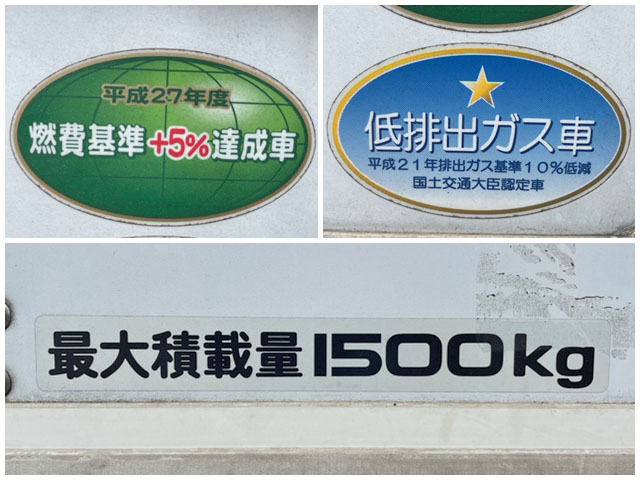 平成27年度
燃費基準+5%達成車
低排出ガス車
平成21年排出ガス基準10%低減
国土交通大臣認定車
最大積載量1500kg